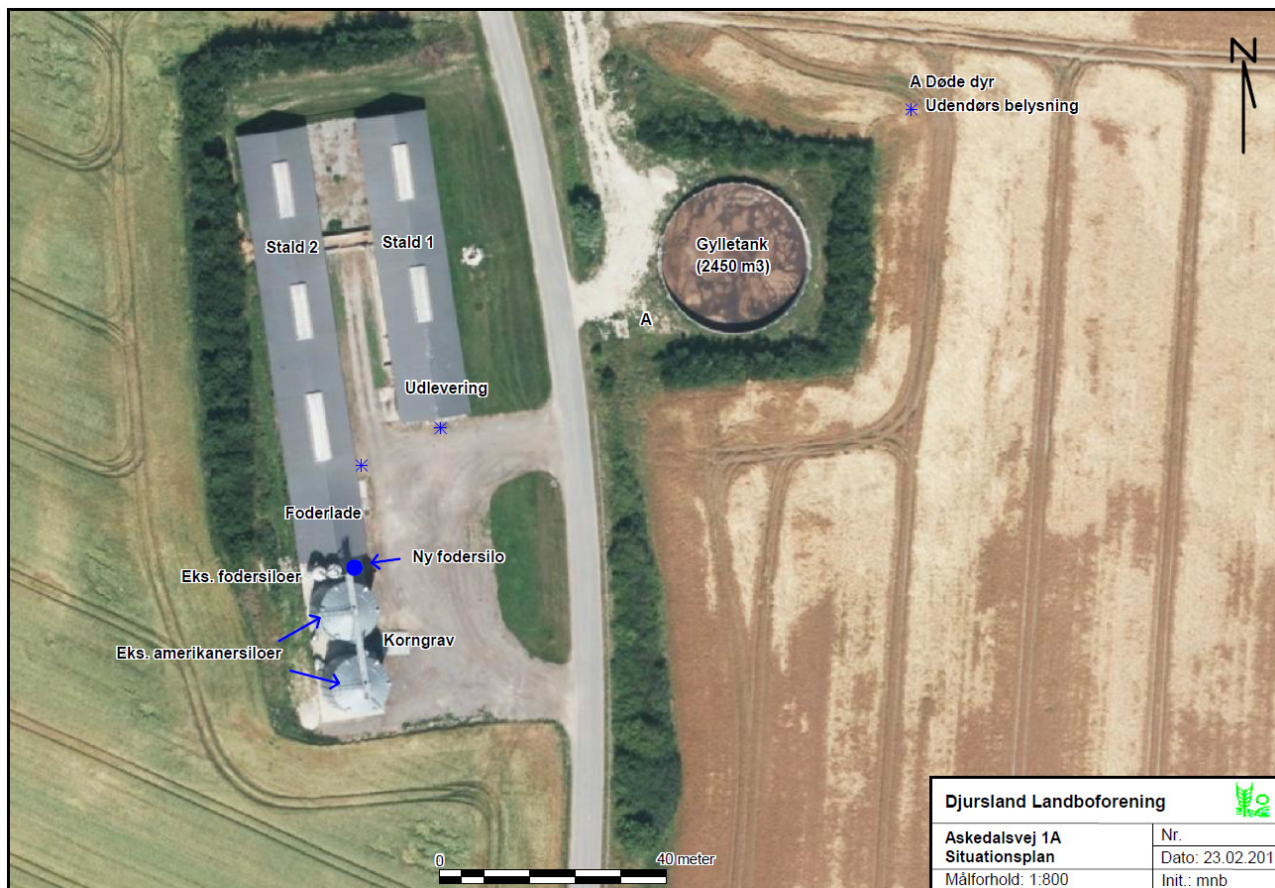 N
A Døde dyr
Udendørs belysning
Stald 2
Stald 1
Gylletank
(2450 m3)
A
Udlevering
Foderlade
Ny fodersilo
Eks. fodersiloer
Korngrav
Eks. amerikanersiloer
0
40 meter
Djursland Landboforening
Askedalsvej 1A
Situationsplan
Målforhold: 1:800
Nr.
Dato: 23.02.201
Init.: mnb